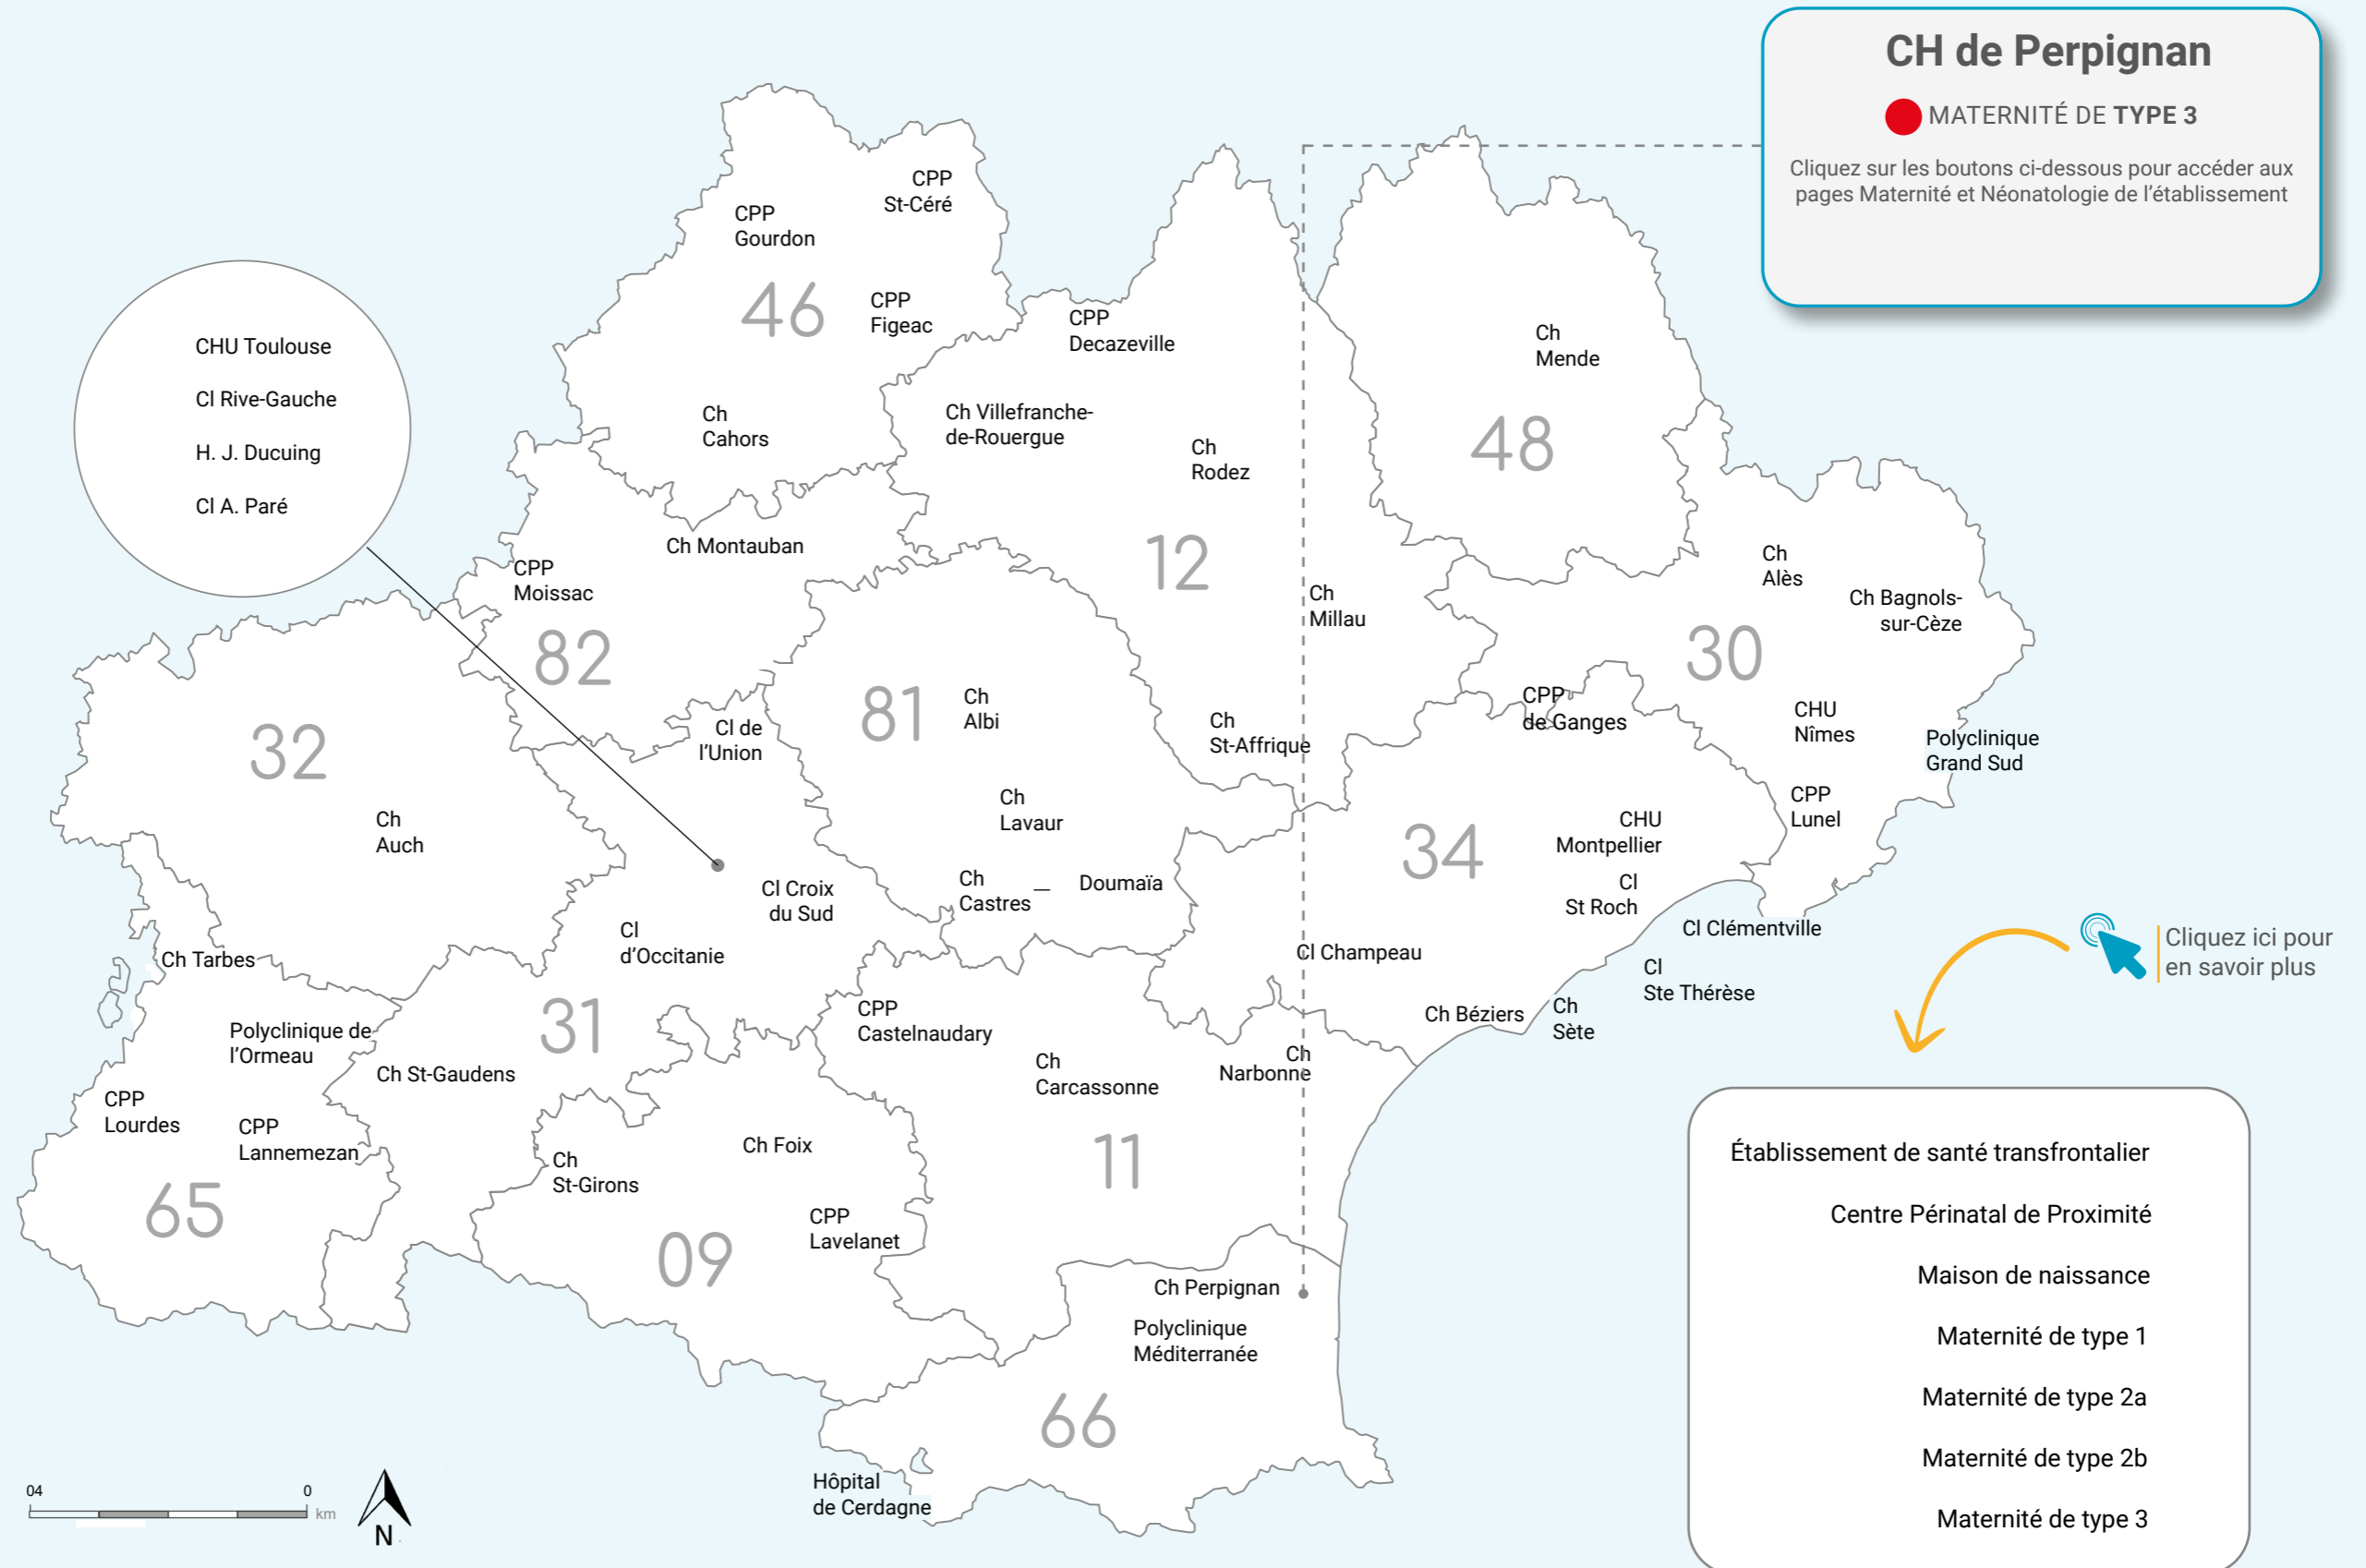 CH de Perpignan
MATERNITÉ DE TYPE 3
Cliquez sur les boutons ci-dessous pour accéder aux
pages Maternité et Néonatologie de l'établissement
CPP
St-Céré
CPP
Gourdon
46
CPP
Figeac
Ch
Cahors
CHU Toulouse
Cl Rive-Gauche
H. J. Ducuing
Cl A. Paré
CPP
Decazeville
Ch Villefranche-
de-Rouergue
Ch
Rodez
12
Ch
Millau
Ch
St-Affrique
Ch
Mende
48
Ch Montauban
CPP
Moissac
82
Ch
Alès
Ch Bagnols-
sur-Cèze
30
CHU
Nîmes
Polyclinique
Grand Sud
CPP
Lunel
32
Ch
Auch
Cl de
l'Union
81
Ch
Albi
Ch
Lavaur
Ch
Castres
— Doumaïa
CPP
de Ganges
34
CHU
Montpellier
Cl
St Roch
Cl Clémentville
Cl Champeau
Cl
Ste Thérèse
Ch Béziers
Ch
Sète
Cl Croix
du Sud
Cl
d'Occitanie
31
Ch St-Gaudens
Ch Tarbes
Polyclinique de
l'Ormeau
CPP
Lourdes
CPP
Lannemezan
65
Ch
St-Girons
Ch Foix
CPP
Lavelanet
09
CPP
Castelnaudary
Ch
Carcassonne
Ch
Narbonne
11
Ch Perpignan
Polyclinique
Méditerranée
66
Hôpital
de Cerdagne
Cliquez ici pour
en savoir plus
Établissement de santé transfrontalier
Centre Périnatal de Proximité
Maison de naissance
Maternité de type 1
Maternité de type 2a
Maternité de type 2b
Maternité de type 3
04 0
km
N